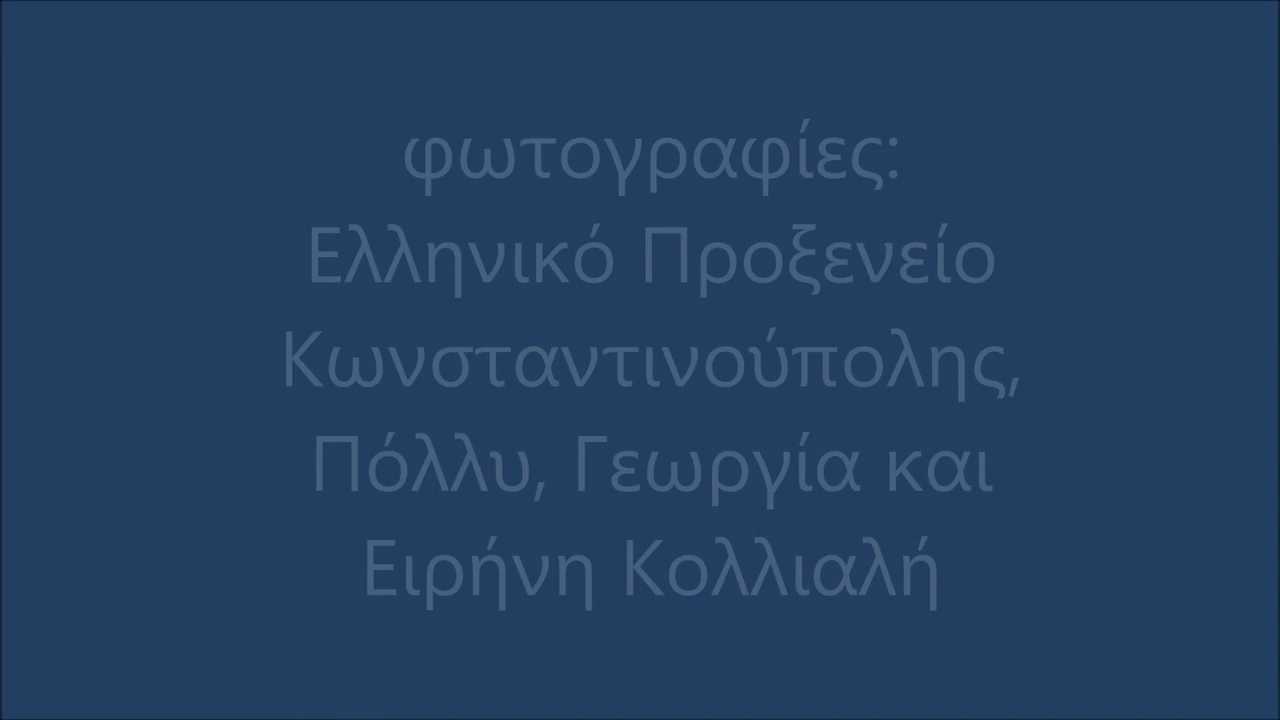 φωτογραφίες:
Ελληνικό Προξενείο
Κωνσταντινούπολης,
Πόλλυ, Γεωργία και
Ειρήνη Κολλιαλή